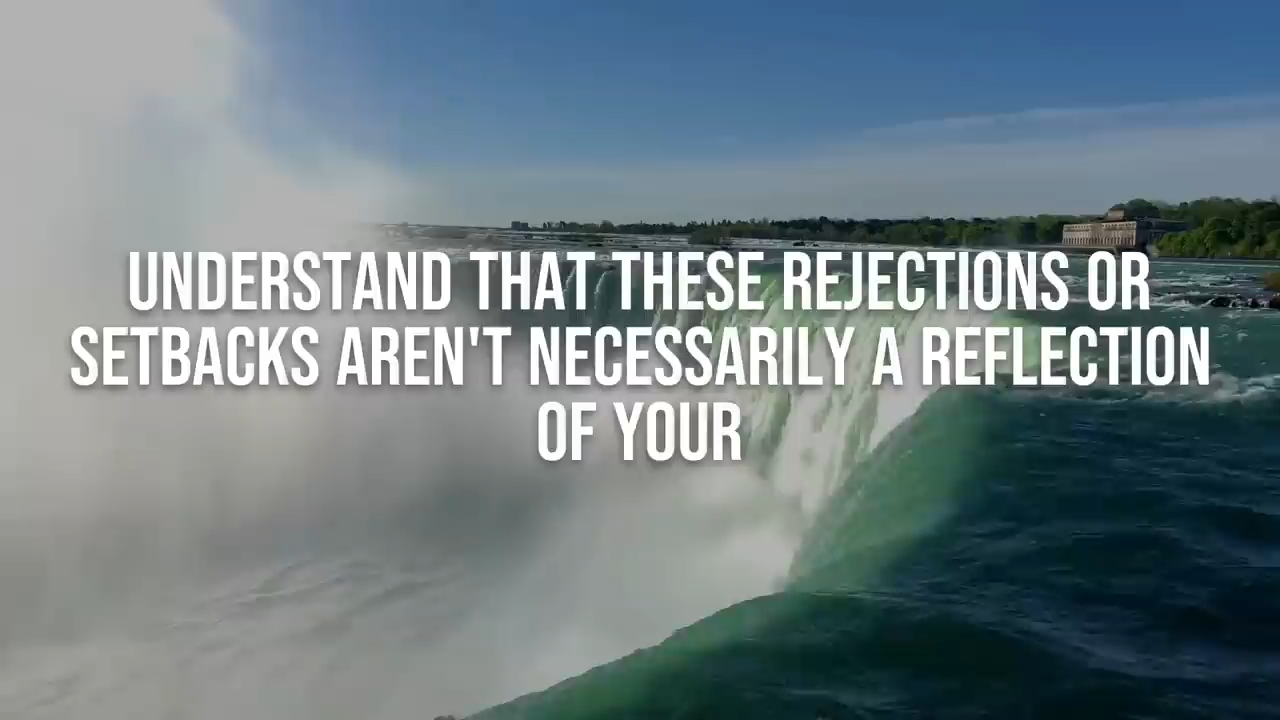 UNDERSTAND THAT THESE REJECTIONS OR
SETBACKS AREN'T NECESSARILY A REFLECTION
OF YOUR